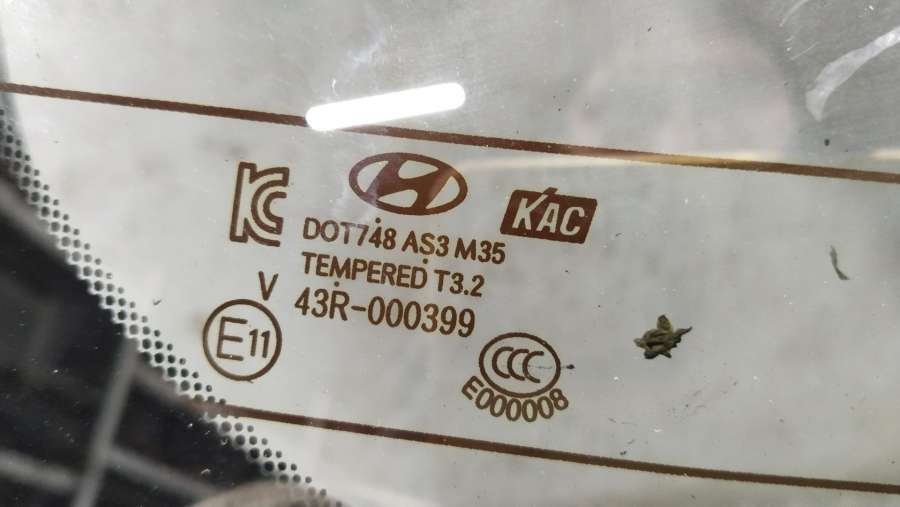 KC
KAC
DOT748 AS3 M35
TEMPERED T3.2
V
43R-000399
E11
CCC
E000008